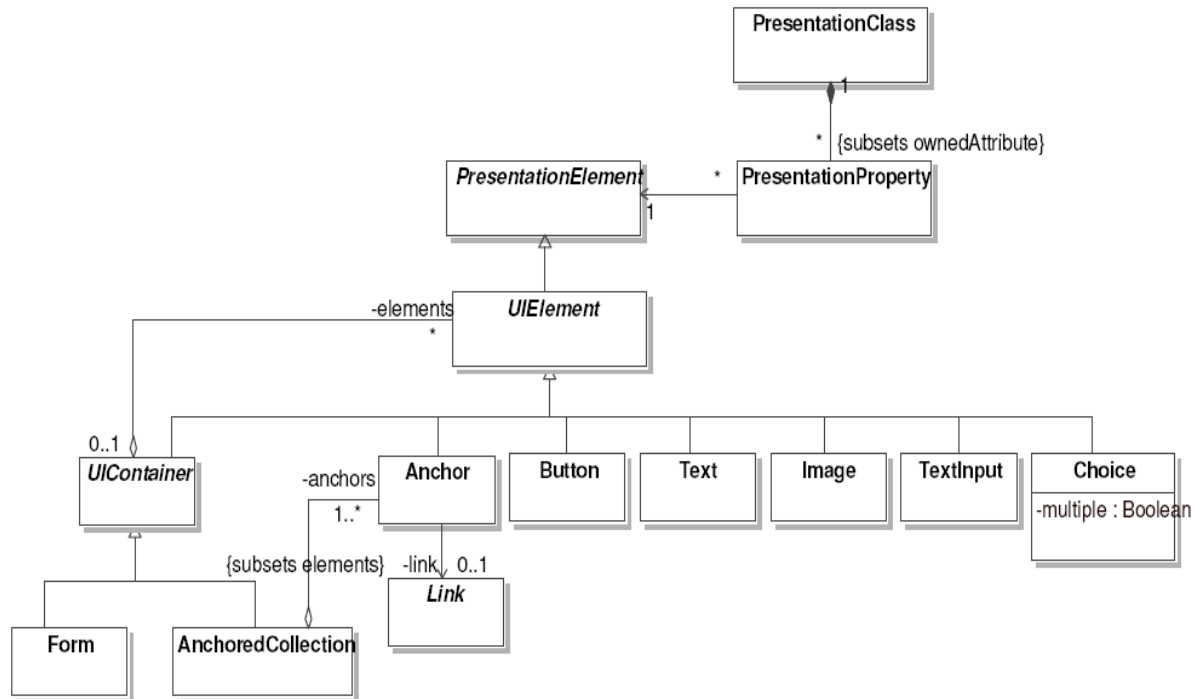 PresentationClass
1
* {subsets ownedAttribute}
PresentationElement
*
PresentationProperty
1
-elements
UIElement
*
0..1
UIContainer
-anchors
Anchor
Button
Text
Image
TextInput
Choice
1..*
-multiple : Boolean
{subsets elements}
-link
0..1
Link
Form
AnchoredCollection